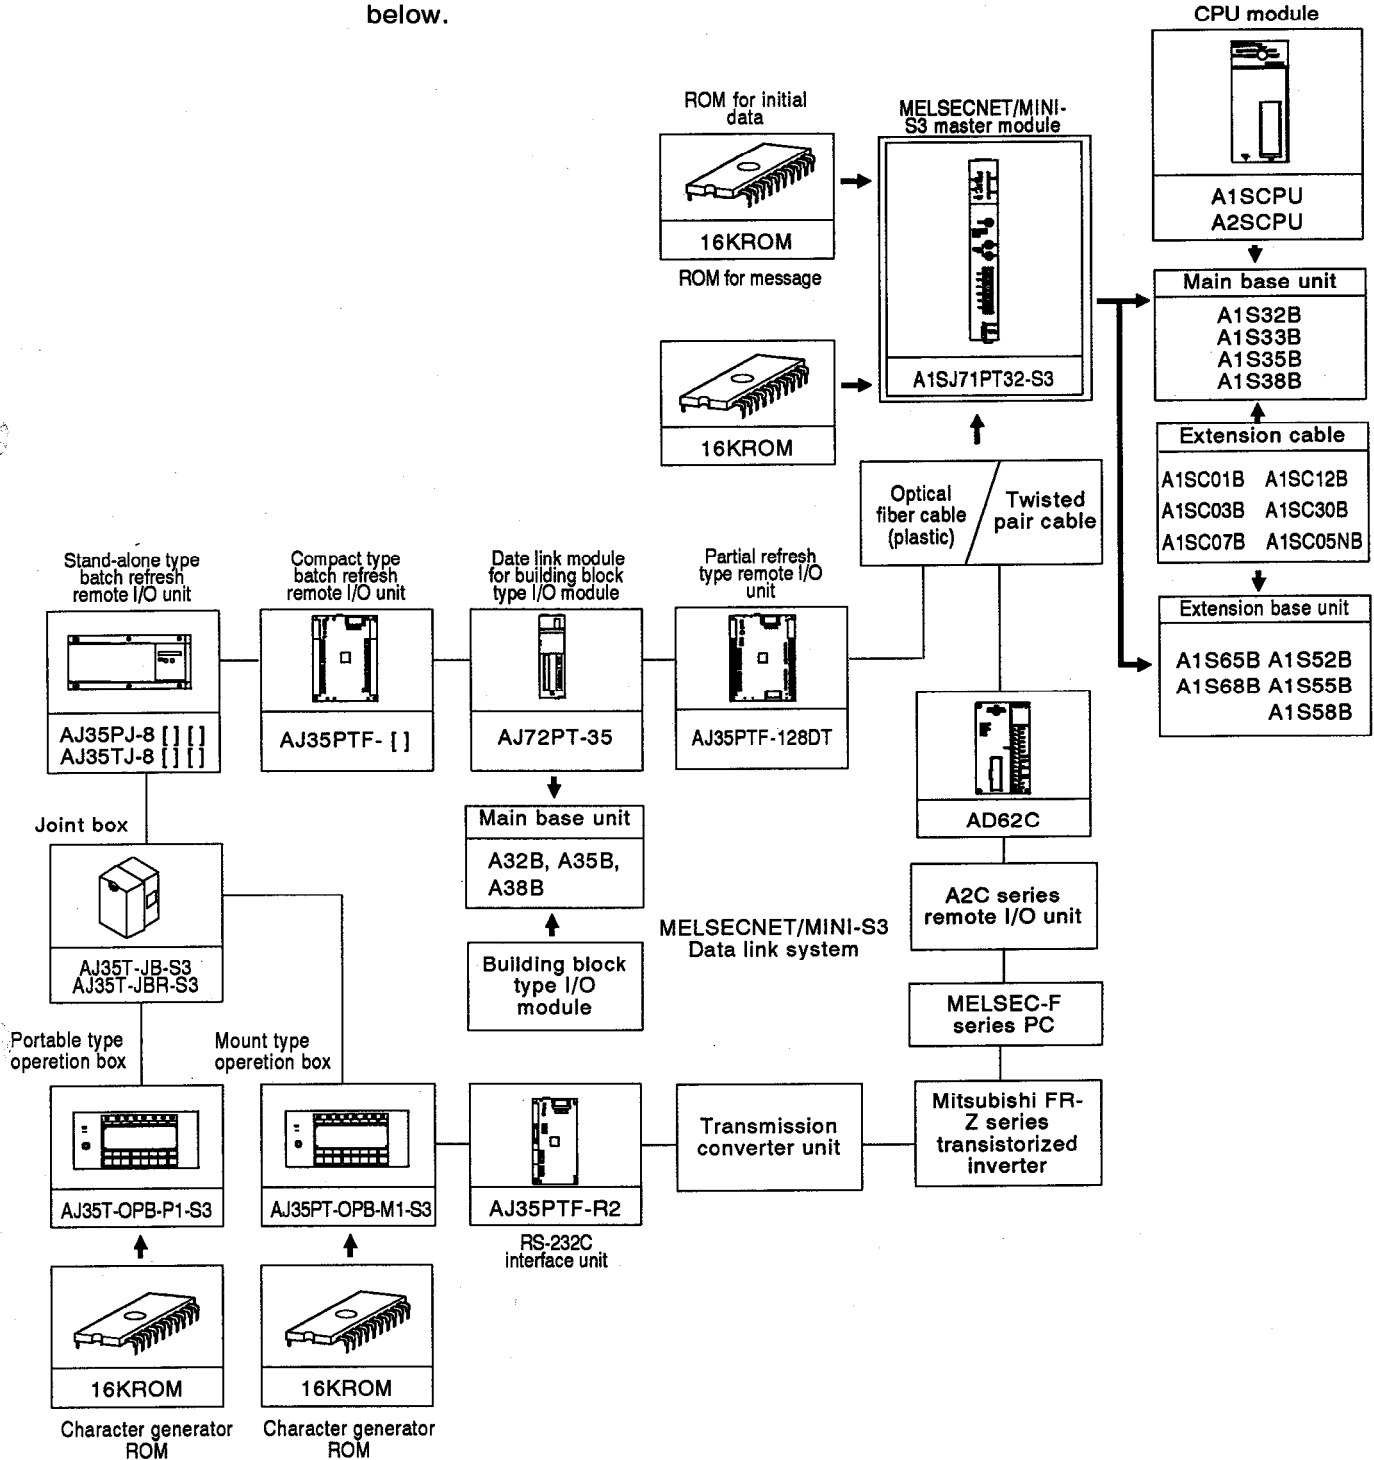 below.
CPU module
A1SCPU
A2SCPU
ROM for initial
data
16KROM
ROM for message
16KROM
MELSECNET/MINI-
S3 master module
A1SJ71PT32-S3
Main base unit
A1S32B
A1S33B
A1S35B
A1S38B
Extension cable
A1SC01B A1SC12B
A1SC03B A1SC30B
A1SC07B A1SC05NB
Extension base unit
A1S65B A1S52B
A1S68B A1S55B
A1S58B
Optical
fiber cable
(plastic)
Twisted
pair cable
Stand-alone type
batch refresh
remote I/O unit
AJ35PJ-8 [ ] [ ]
AJ35TJ-8 [ ] [ ]
Compact type
batch refresh
remote I/O unit
AJ35PTF- [ ]
Date link module
for building block
type I/O module
AJ72PT-35
Partial refresh
type remote I/O
unit
AJ35PTF-128DT
AD62C
Joint box
AJ35T-JB-S3
AJ35T-JBR-S3
Main base unit
A32B, A35B,
A38B
Building block
type I/O
module
MELSECNET/MINI-S3
Data link system
A2C series
remote I/O unit
MELSEC-F
series PC
Portable type
operetion box
AJ35T-OPB-P1-S3
Mount type
operetion box
AJ35PT-OPB-M1-S3
AJ35PTF-R2
RS-232C
interface unit
Transmission
converter unit
Mitsubishi FR-
Z series
transistorized
inverter
16KROM
Character generator
ROM
16KROM
Character generator
ROM